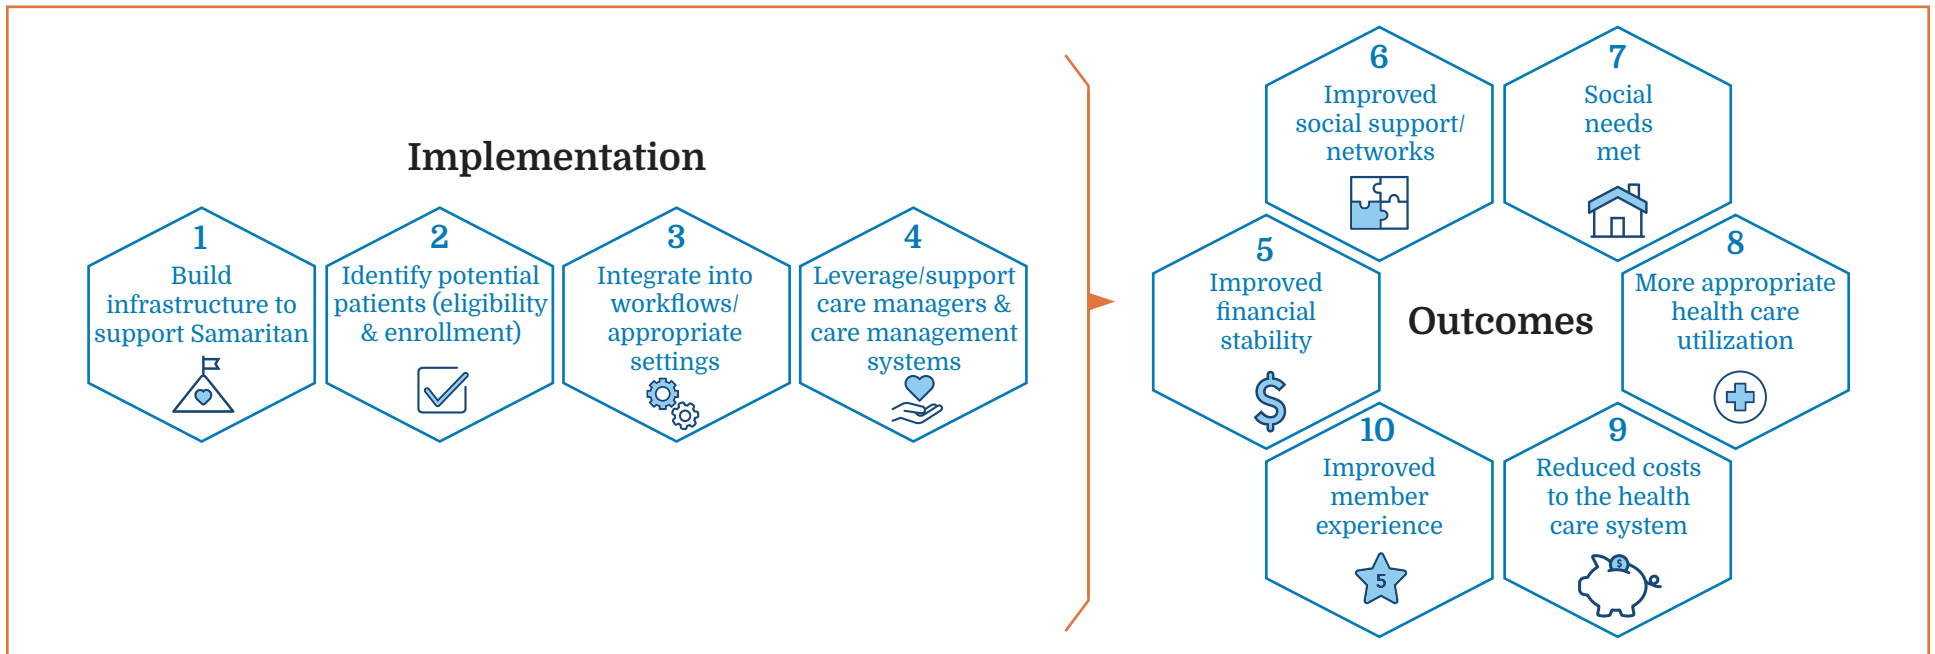 Implementation
1
Build
infrastructure to
support Samaritan
2
Identify potential
patients (eligibility
& enrollment)
3
Integrate into
workflows/
appropriate
settings
4
Leverage/support
care managers &
care management
systems
Outcomes
5
Improved
financial
stability
$
6
Improved
social support/
networks
7
Social
needs
met
8
More appropriate
health care
utilization
9
Reduced costs
to the health
care system
$
10
Improved
member
experience
5